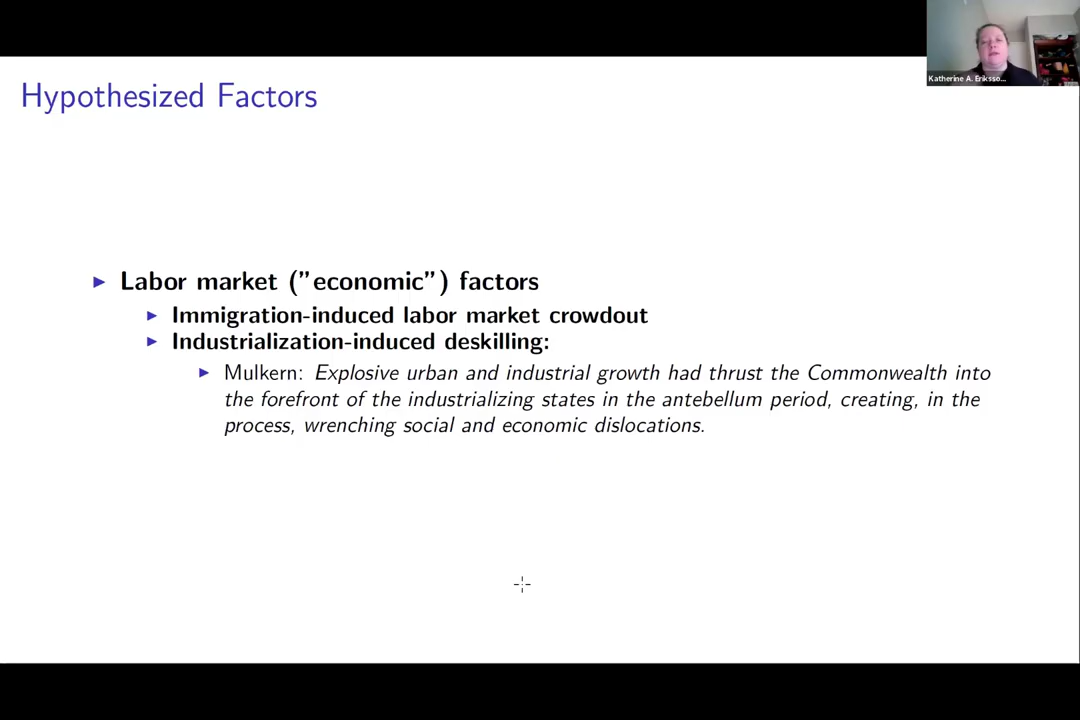 Katherine A. Eriksso...
Hypothesized Factors
Labor market ("economic") factors
Immigration-induced labor market crowdout
Industrialization-induced deskilling:
Mulkern: Explosive urban and industrial growth had thrust the Commonwealth into
the forefront of the industrializing states in the antebellum period, creating, in the
process, wrenching social and economic dislocations.